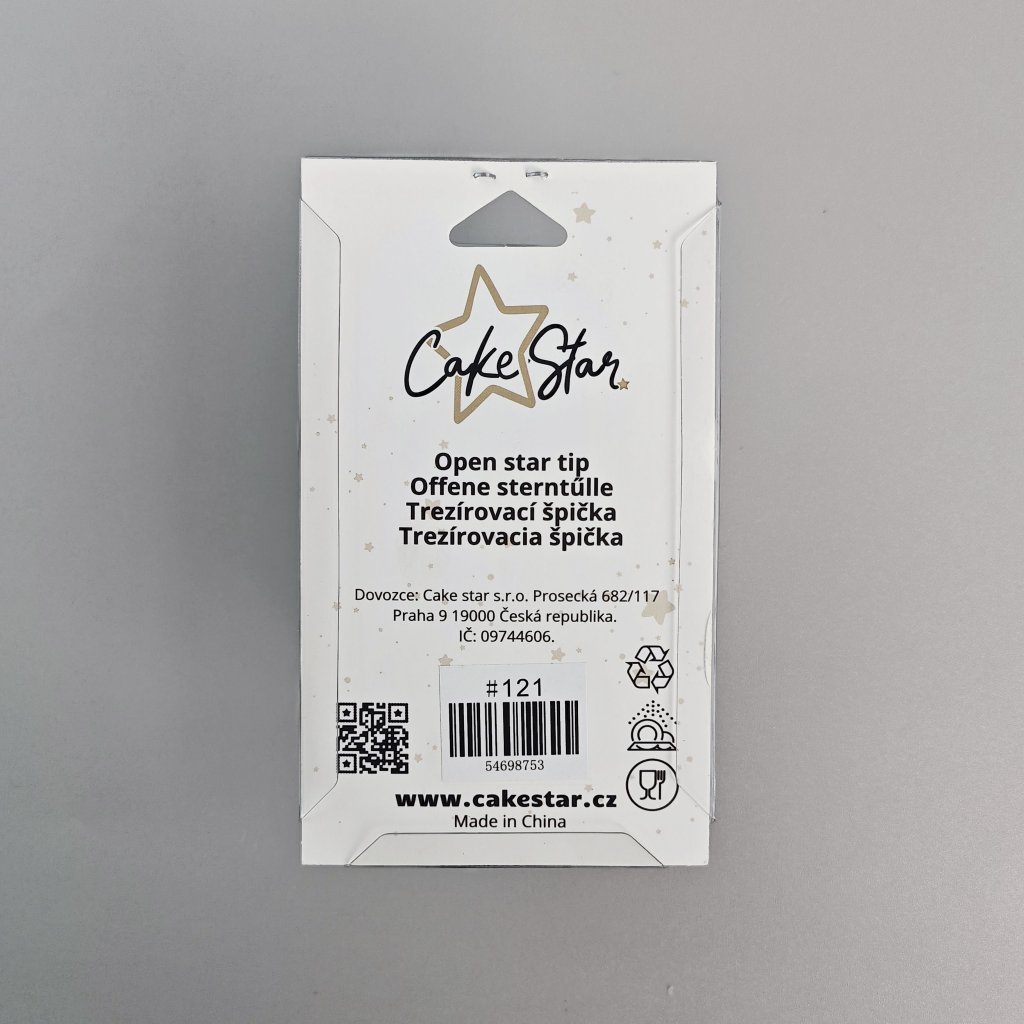 Cake Star
Open star tip
Offene sterntűlle
Trezírovací špička
Trezírovacia špička
Dovozce: Cake star s.r.o. Prosecká 682/117
Praha 9 19000 Česká republika.
IČ: 09744606.
#121
54698753
www.cakestar.cz
Made in China